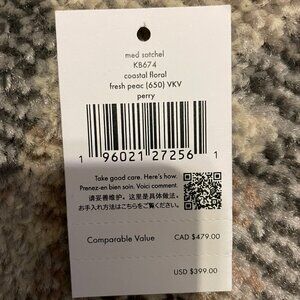 med satchel
K8674
coastal floral
fresh peac (650) VKV
perry
1 96021 27256 1
Take good care. Here's how.
Prenez-en bien soin. Voici comment.
请妥善维护。这里是具体做法。
お手入れ方法はこちらをご覧ください
Comparable Value CAD $479.00
USD $399.00